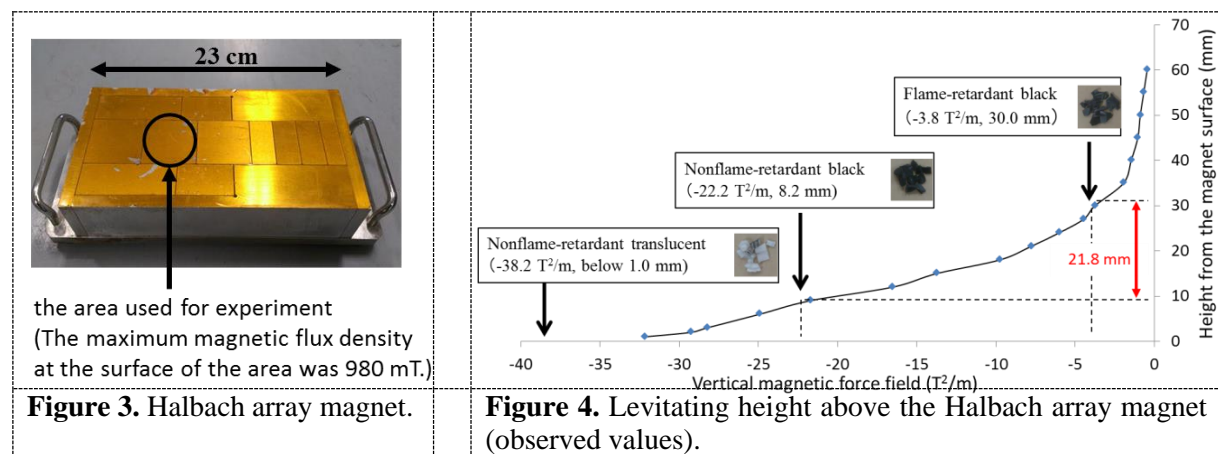 23 cm
the area used for experiment
(The maximum magnetic flux density
at the surface of the area was 980 mT.)
Figure 3. Halbach array magnet.
Flame-retardant black
(-3.8 T²/m, 30.0 mm)
Nonflame-retardant black
(-22.2 T²/m, 8.2 mm)
Nonflame-retardant translucent
(-38.2 T²/m, below 1.0 mm)
21.8 mm
70
60
50
40
30
20
10
0
Height from the magnet surface (mm)
-40 -35 -30 -25 -20 -15 -10 -5 0
Vertical magnetic force field (T²/m)
Figure 4. Levitating height above the Halbach array magnet
(observed values).